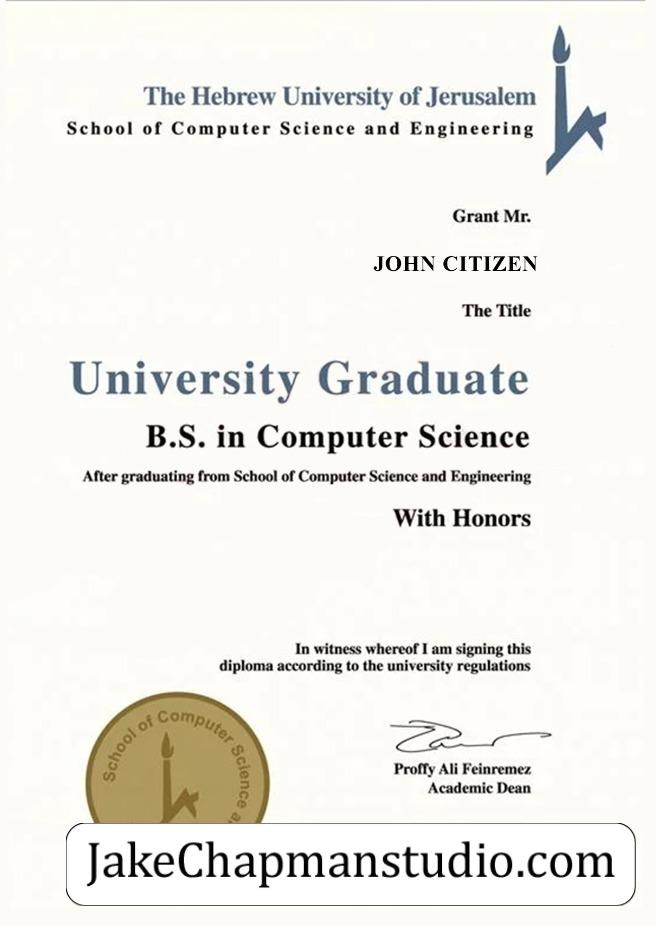 The Hebrew University of Jerusalem
School of Computer Science and Engineering
Grant Mr.
JOHN CITIZEN
The Title
University Graduate
B.S. in Computer Science
After graduating from School of Computer Science and Engineering
With Honors
In witness whereof I am signing this
diploma according to the university regulations
Proffy Ali Feinremez
Academic Dean
School of Computer Science a
JakeChapmanstudio.com